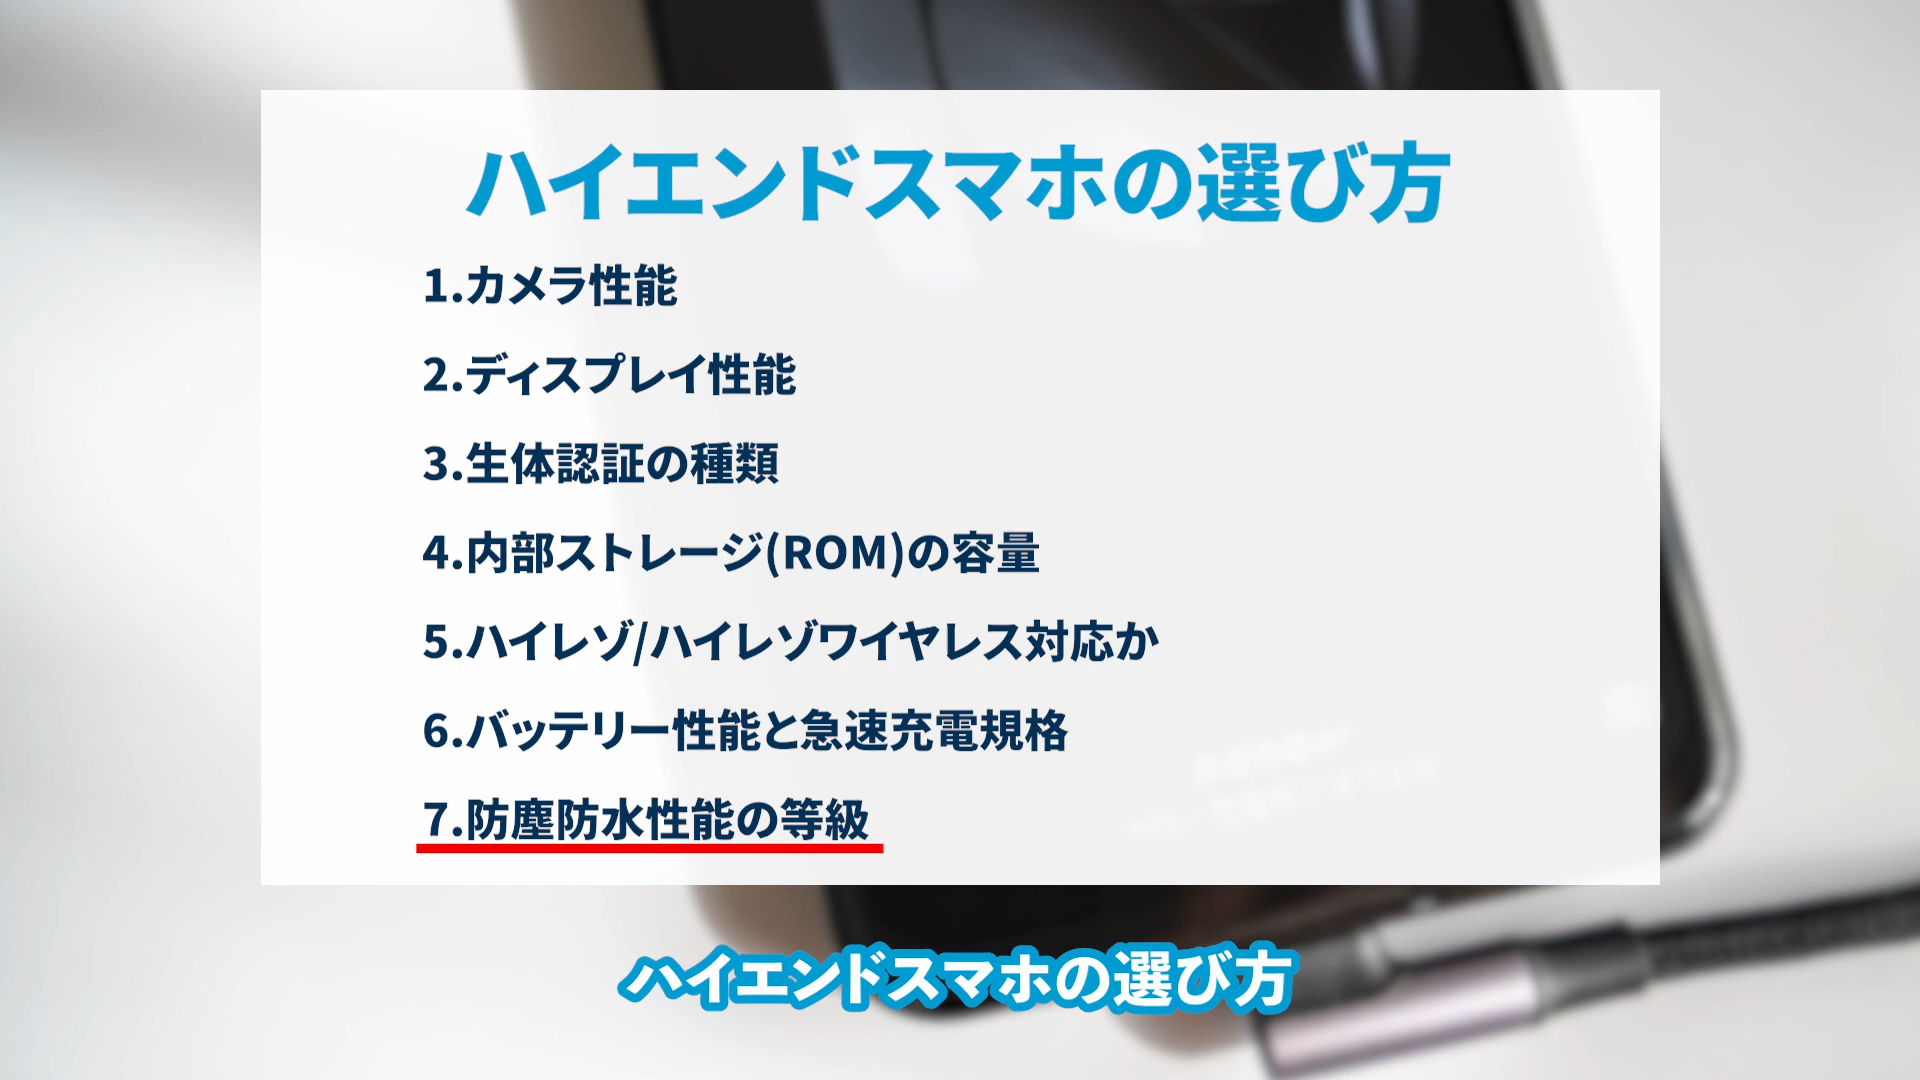 ハイエンドスマホの選び方
1.カメラ性能
2.ディスプレイ性能
3.生体認証の種類
4.内部ストレージ(ROM)の容量
5.ハイレゾ/ハイレゾワイヤレス対応か
6.バッテリー性能と急速充電規格
7.防塵防水性能の等級
ハイエンドスマホの選び方